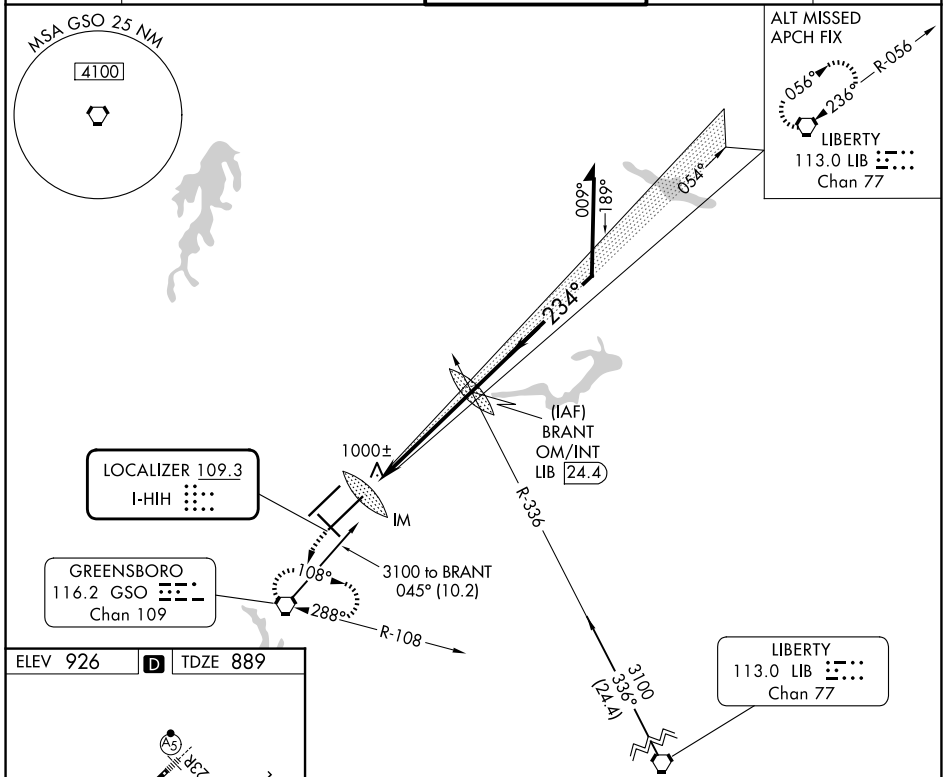 MSA GSO 25 NM
4100
ALT MISSED
APCH FIX
R-056
056°
236°
LIBERTY
113.0 LIB
Chan 77
009°
189°
054°
234°
(IAF)
BRANT
OM/INT
LIB 24.4
1000±
LOCALIZER 109.3
I-HIH
IM
R-336
GREENSBORO
116.2 GSO
Chan 109
108°
288°
3100 to BRANT
045° (10.2)
R-108
3100
336°
(24.4)
LIBERTY
113.0 LIB
Chan 77
ELEV 926
D
TDZE 889
A5
23R